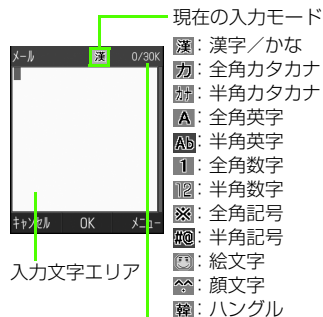 現在の入力モード
メール 漢 0/30K
漢：漢字／かな
カ：全角カタカナ
ｶﾅ：半角カタカナ
A：全角英字
Ab：半角英字
1：全角数字
12：半角数字
※：全角記号
#@：半角記号
：絵文字
^^：顔文字
韓：ハングル
キャンセル OK メニュー
入力文字エリア